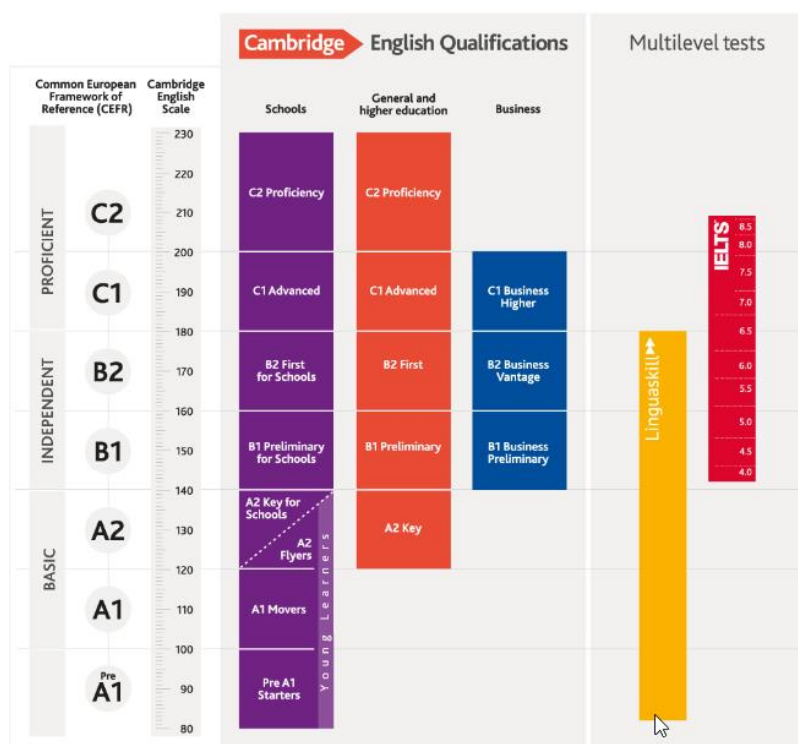 Cambridge English Qualifications
Multilevel tests
Common European
Framework of
Reference (CEFR)
Cambridge
English
Scale
Schools
General and
higher education
Business
PROFICIENT
INDEPENDENT
BASIC
C2
C1
B2
B1
A2
A1
Pre
A1
230
220
210
200
190
180
170
160
150
140
130
120
110
100
90
80
C2 Proficiency
C1 Advanced
B2 First
for Schools
B1 Preliminary
for Schools
A2 Key for
Schools
A2
Flyers
A1 Movers
Pre A1
Starters
Young Learners
C2 Proficiency
C1 Advanced
B2 First
B1 Preliminary
A2 Key
C1 Business
Higher
B2 Business
Vantage
B1 Business
Preliminary
Linguaskill
IELTS
8.5
8.0
7.5
7.0
6.5
6.0
5.5
5.0
4.5
4.0